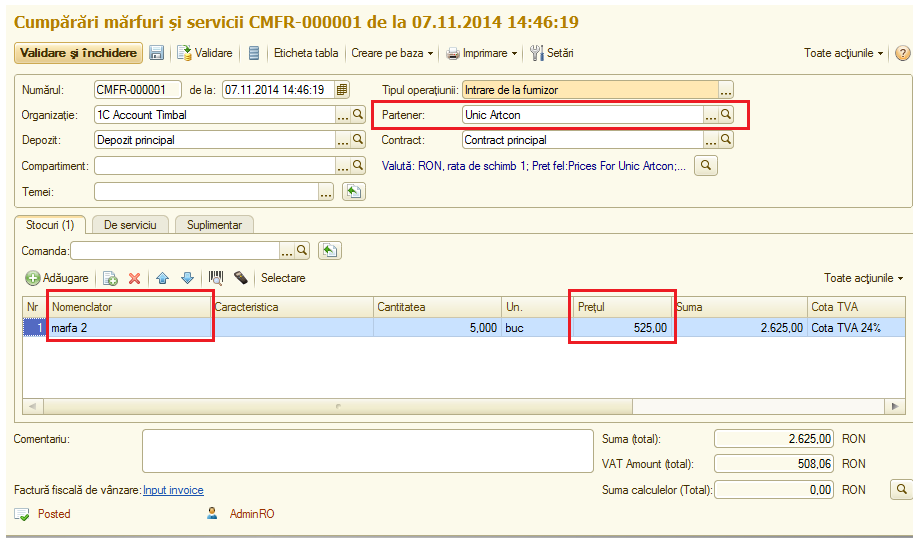 Cumpărări mărfuri și servicii CMFR-000001 de la 07.11.2014 14:46:19
Validare şi închidere Validare Eticheta tabla Creare pe baza Imprimare Setări Toate acţiunile
Numărul: CMFR-000001 de la: 07.11.2014 14:46:19 Tipul operaţiunii: Intrare de la furnizor ...
Organizaţie: 1C Account Timbal ... Partener: Unic Artcon ...
Depozit: Depozit principal ... Contract: Contract principal ...
Compartiment: ... Valută: RON, rata de schimb 1; Pret fel:Prices For Unic Artcon;...
Temei: ...
Stocuri (1) De serviciu Suplimentar
Comanda: ...
Adăugare Selectare Toate acţiunile
Nr Nomenclator Caracteristica Cantitatea Un. Preţul Suma Cota TVA
1 marfa 2 5,000 buc 525,00 2.625,00 Cota TVA 24%
Comentariu: Suma (total): 2.625,00 RON
VAT Amount (total): 508,06 RON
Factură fiscală de vânzare: Input invoice Suma calculelor (Total): 0,00 RON
Posted AdminRO